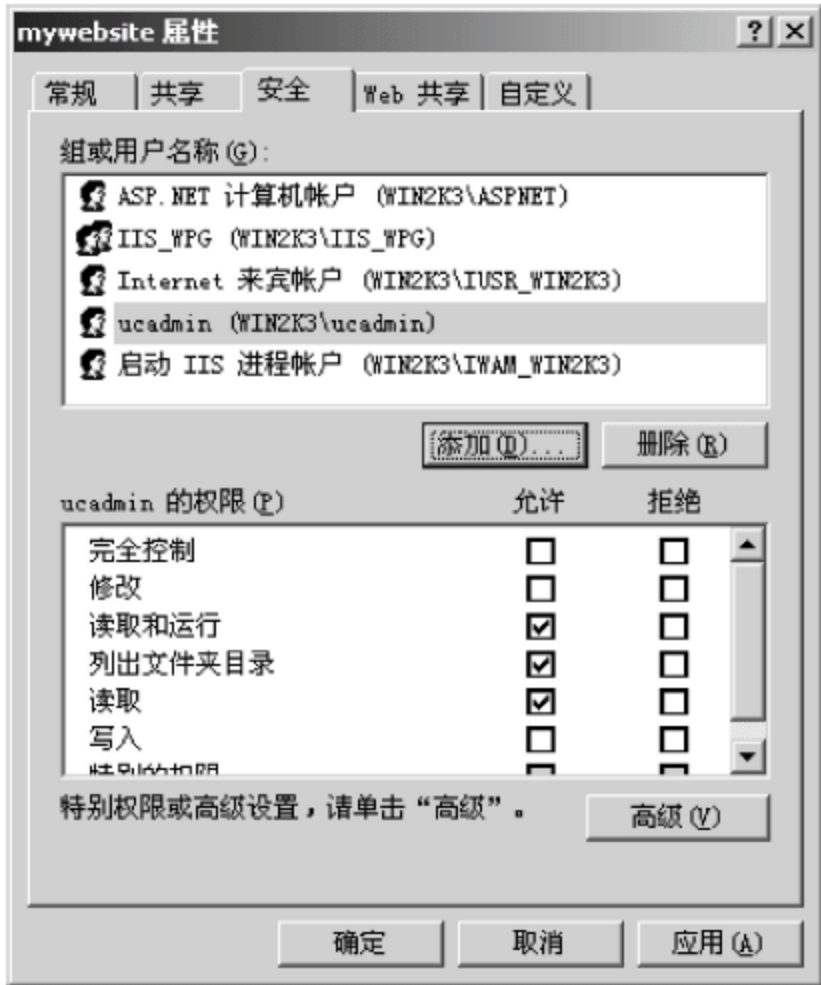 mywebsite 属性
常规 共享 安全 Web 共享 自定义
组或用户名称(G):
ASP.NET 计算机帐户 (WIN2K3\ASPNET)
IIS_WPG (WIN2K3\IIS_WPG)
Internet 来宾帐户 (WIN2K3\IUSR_WIN2K3)
ucadmin (WIN2K3\ucadmin)
启动 IIS 进程帐户 (WIN2K3\IWAM_WIN2K3)
添加(D)... 删除(R)
ucadmin 的权限(P) 允许 拒绝
完全控制
修改
读取和运行
列出文件夹目录
读取
写入
特别的权限
特别权限或高级设置，请单击“高级”。 高级(V)
确定 取消 应用(A)